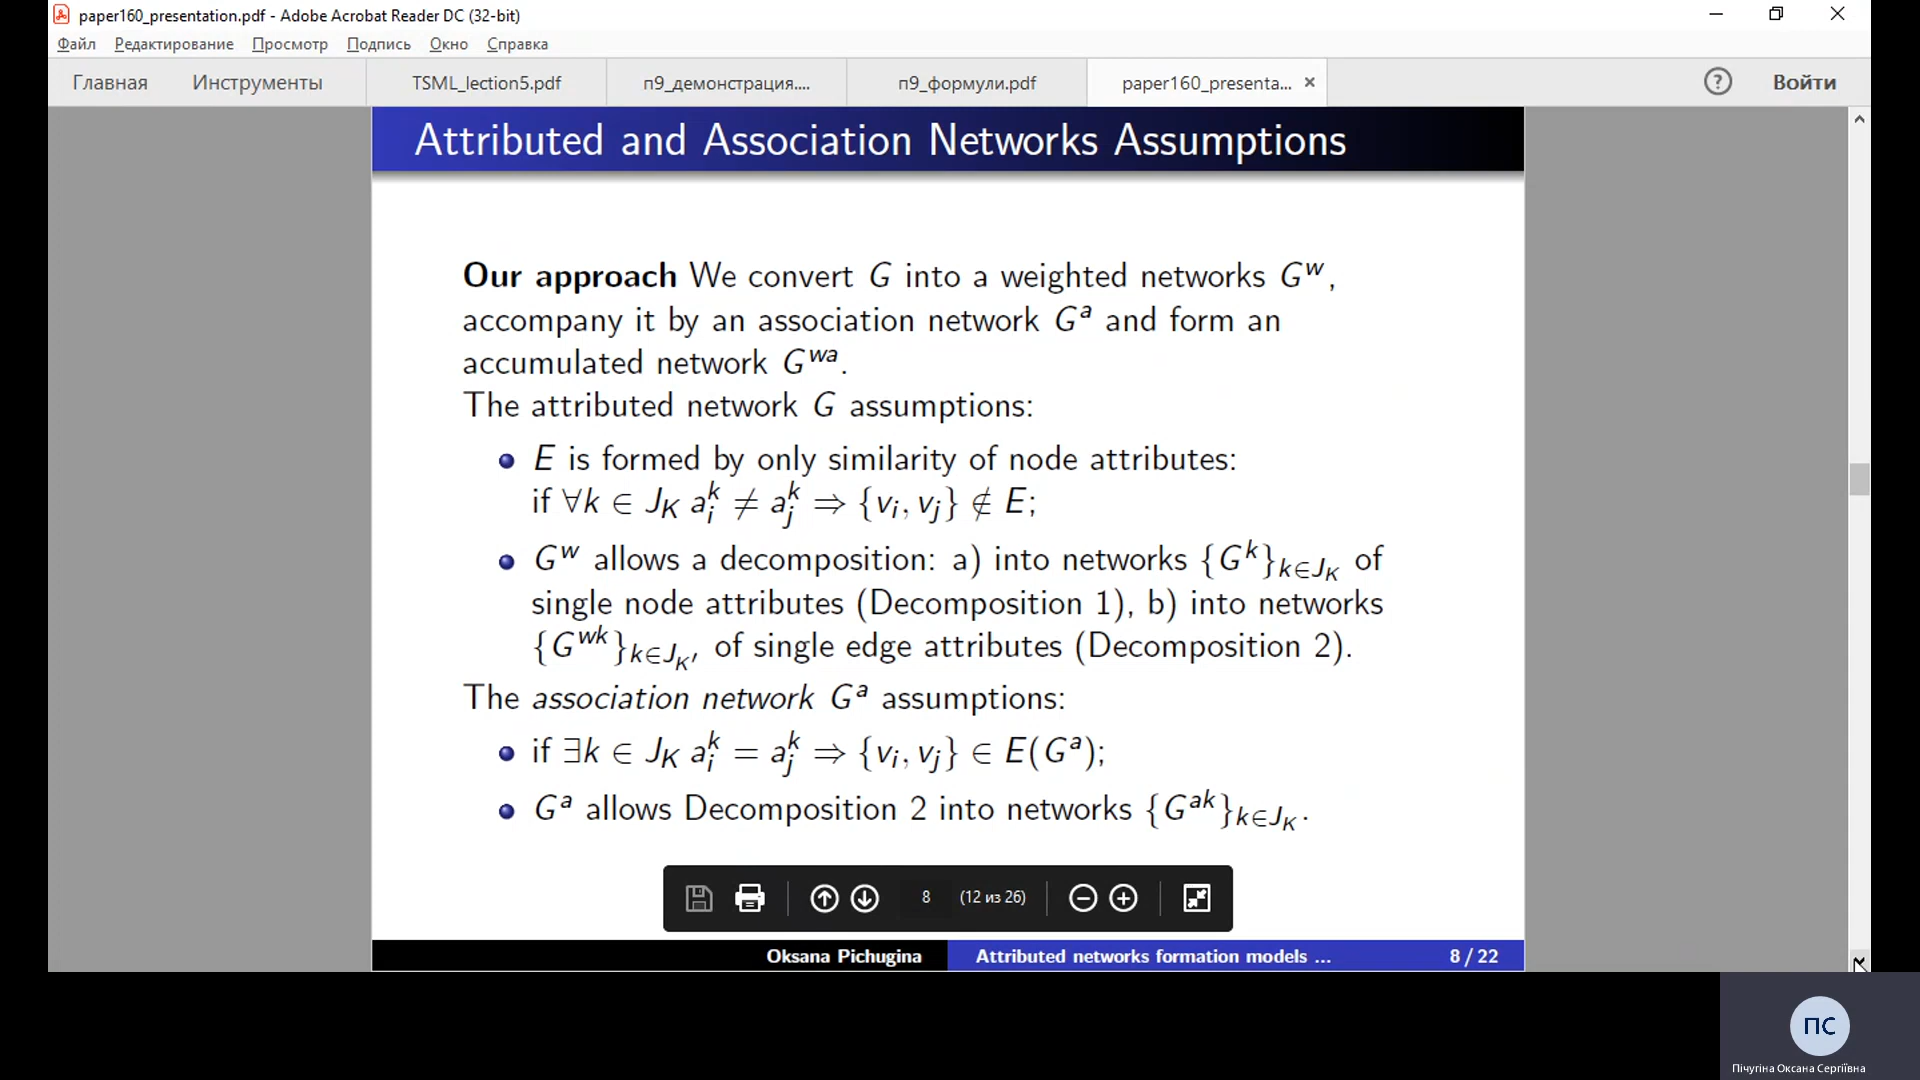 paper160_presentation.pdf - Adobe Acrobat Reader DC (32-bit)
Файл Редактирование Просмотр Подпись Окно Справка
Главная Инструменты TSML_lection5.pdf п9_демонстрация.... п9_формули.pdf paper160_presenta... × ? Войти
Attributed and Association Networks Assumptions
Our approach We convert G into a weighted networks G^w,
accompany it by an association network G^a and form an
accumulated network G^wa.
The attributed network G assumptions:
E is formed by only similarity of node attributes:
if ∀k ∈ J_K a_i^k ≠ a_j^k ⇒ {v_i, v_j} ∉ E;
G^w allows a decomposition: a) into networks {G^k}_{k∈J_K} of
single node attributes (Decomposition 1), b) into networks
{G^wk}_{k∈J_K'} of single edge attributes (Decomposition 2).
The association network G^a assumptions:
if ∃k ∈ J_K a_i^k = a_j^k ⇒ {v_i, v_j} ∈ E(G^a);
G^a allows Decomposition 2 into networks {G^ak}_{k∈J_K}.
8 (12 из 26)
Oksana Pichugina Attributed networks formation models ... 8 / 22
ПС
Пічугіна Оксана Сергіївна